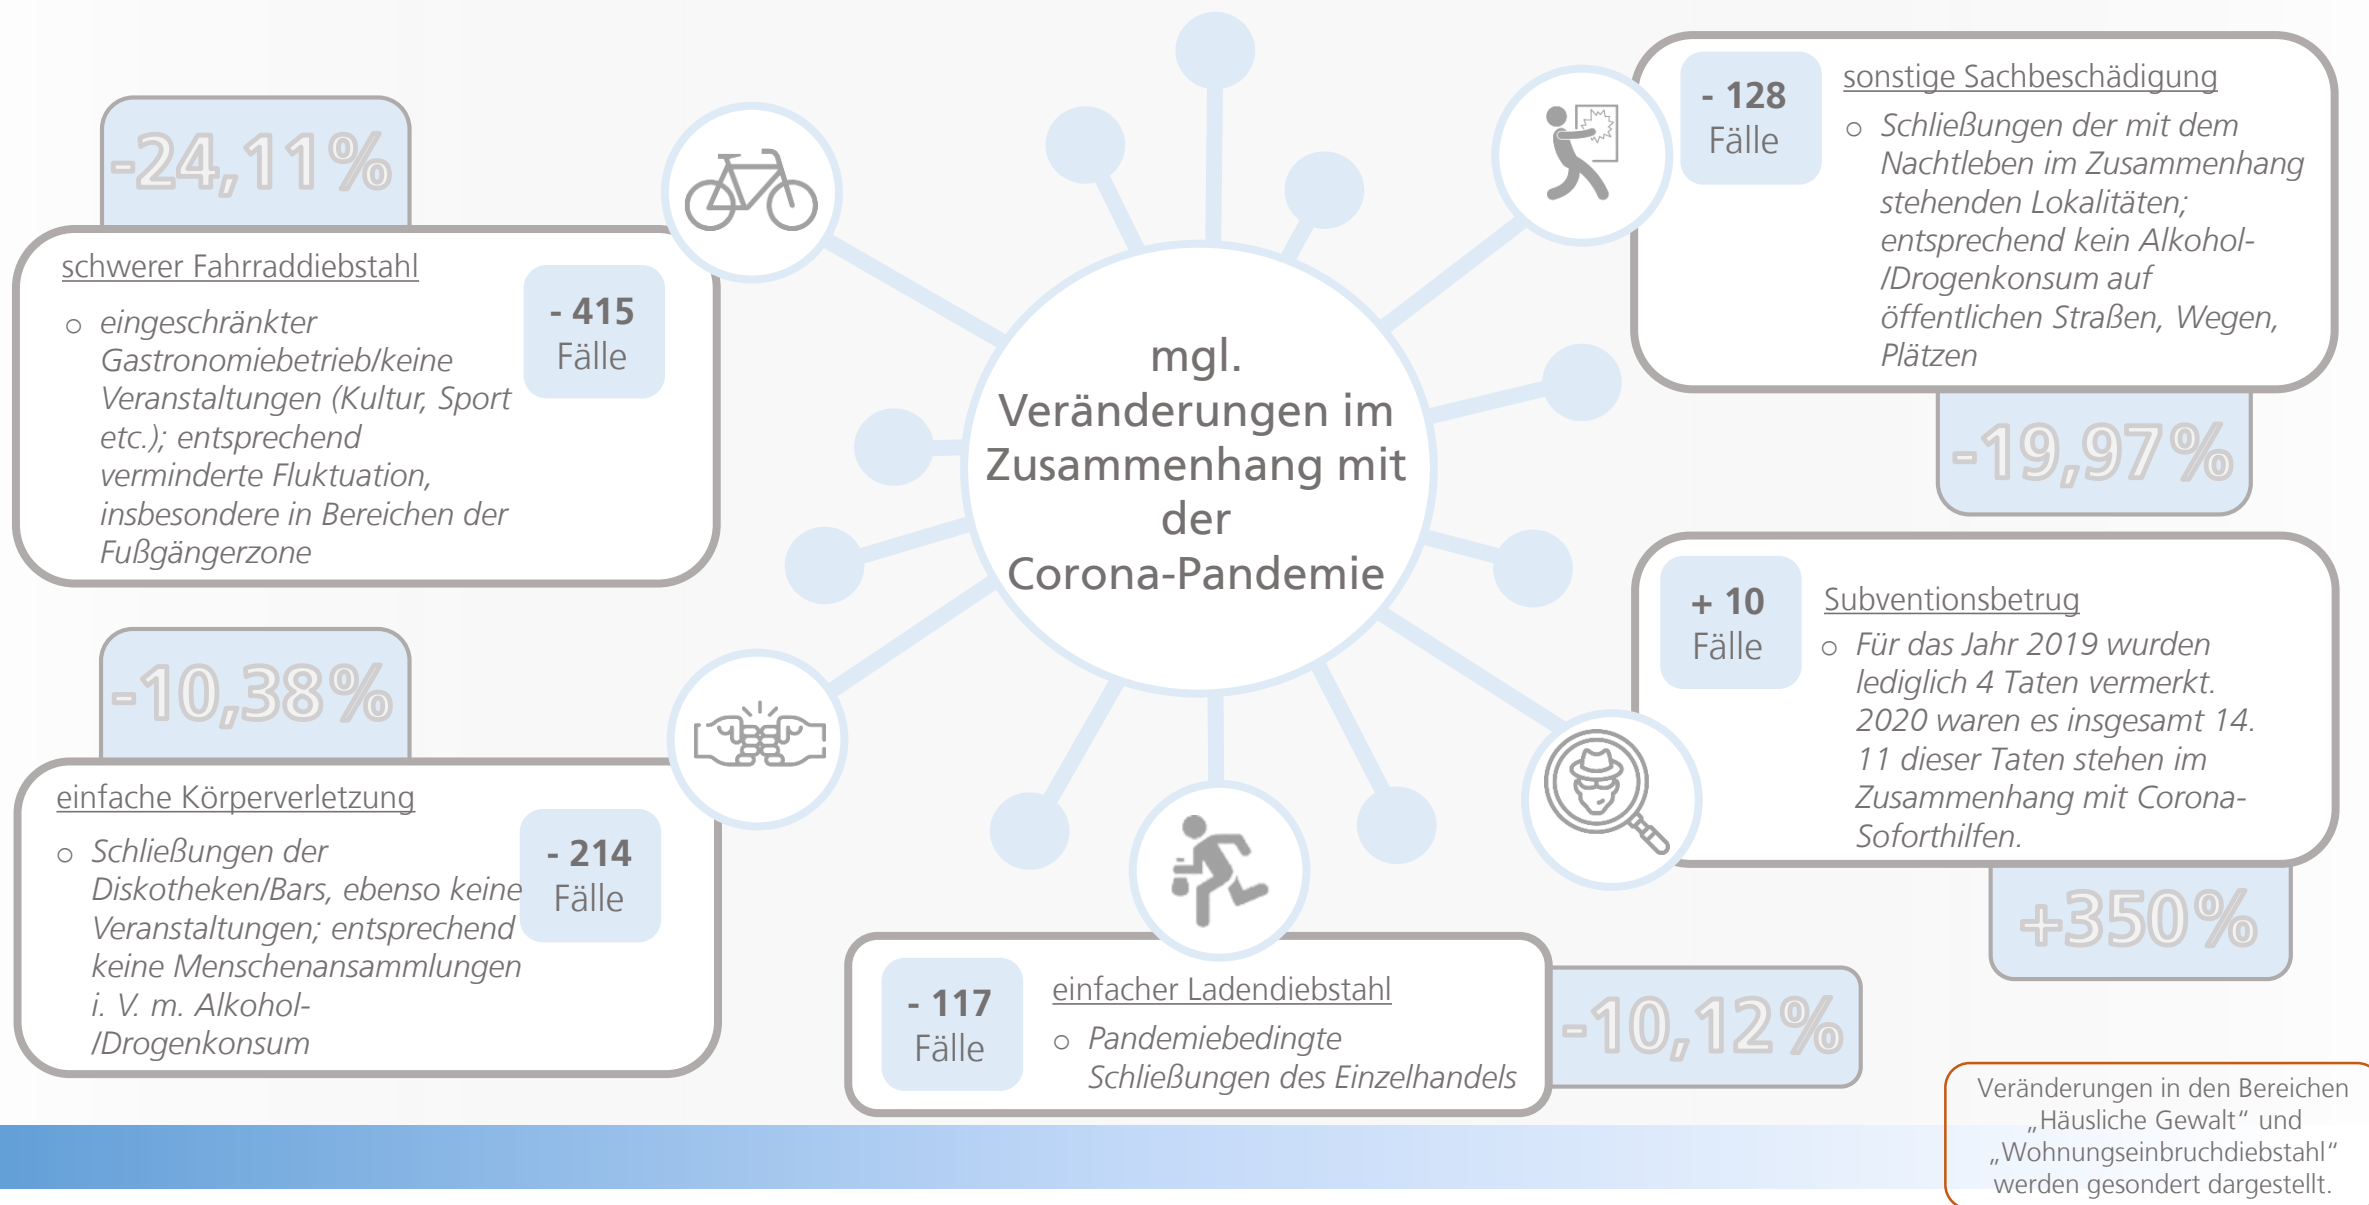 -24,11%
schwerer Fahrraddiebstahl
- 415
Fälle
○ eingeschränkter
Gastronomiebetrieb/keine
Veranstaltungen (Kultur, Sport
etc.); entsprechend
verminderte Fluktuation,
insbesondere in Bereichen der
Fußgängerzone
-10,38%
einfache Körperverletzung
- 214
Fälle
○ Schließungen der
Diskotheken/Bars, ebenso keine
Veranstaltungen; entsprechend
keine Menschenansammlungen
i. V. m. Alkohol-
/Drogenkonsum
mgl.
Veränderungen im
Zusammenhang mit
der
Corona-Pandemie
- 117
Fälle
einfacher Ladendiebstahl
○ Pandemiebedingte
Schließungen des Einzelhandels
-10,12%
- 128
Fälle
sonstige Sachbeschädigung
○ Schließungen der mit dem
Nachtleben im Zusammenhang
stehenden Lokalitäten;
entsprechend kein Alkohol-
/Drogenkonsum auf
öffentlichen Straßen, Wegen,
Plätzen
-19,97%
+ 10
Fälle
Subventionsbetrug
○ Für das Jahr 2019 wurden
lediglich 4 Taten vermerkt.
2020 waren es insgesamt 14.
11 dieser Taten stehen im
Zusammenhang mit Corona-
Soforthilfen.
+350%
Veränderungen in den Bereichen
„Häusliche Gewalt“ und
„Wohnungseinbruchdiebstahl“
werden gesondert dargestellt.